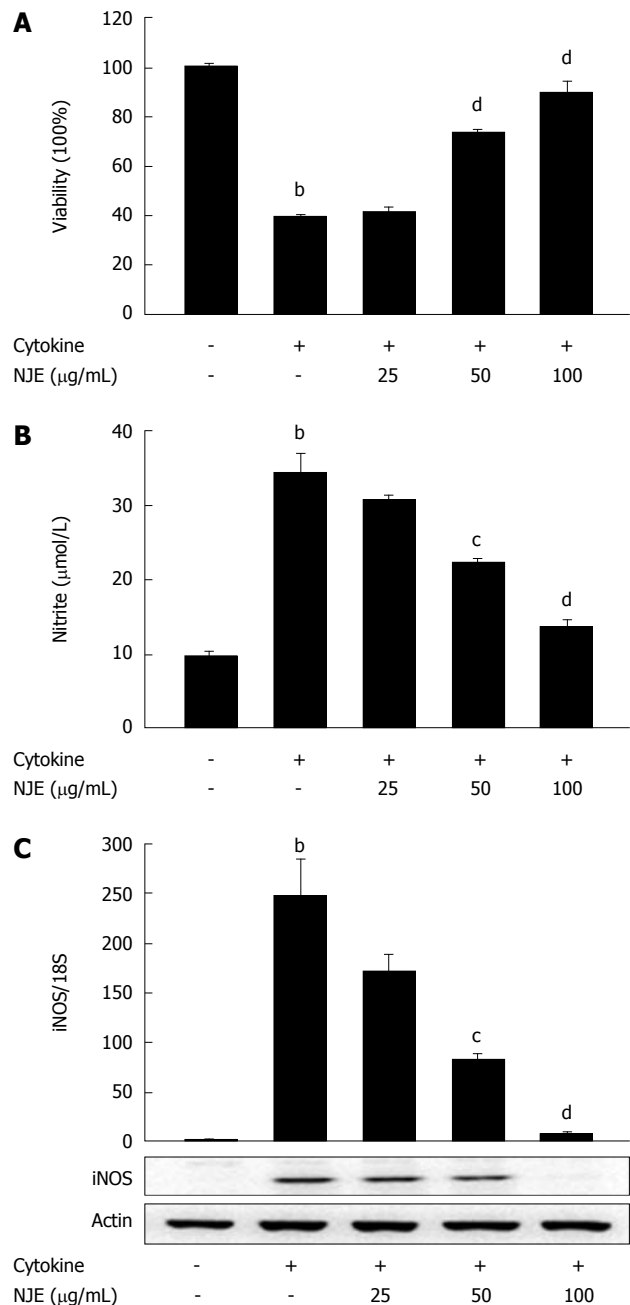 A
120
100
80
60
40
20
0
Viability (100%)
b
d
d
Cytokine - + + + +
NJE (μg/mL) - - 25 50 100
B
40
30
20
10
0
Nitrite (μmol/L)
b
c
d
Cytokine - + + + +
NJE (μg/mL) - - 25 50 100
C
300
250
200
150
100
50
0
iNOS/18S
b
c
d
iNOS
Actin
Cytokine - + + + +
NJE (μg/mL) - - 25 50 100